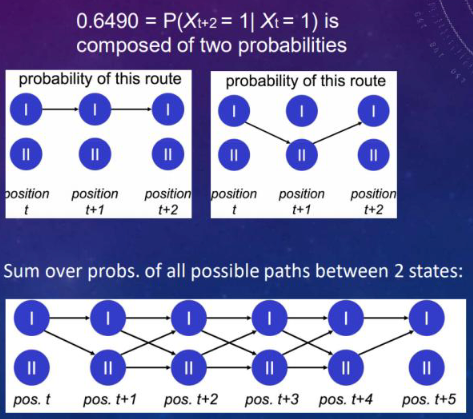 0.6490 = P(Xt+2 = 1| Xt = 1) is
composed of two probabilities
probability of this route
I I I
II II II
position position position
t t+1 t+2
probability of this route
I I I
II II II
position position position
t t+1 t+2
Sum over probs. of all possible paths between 2 states:
I I I I I I
II II II II II II
pos. t pos. t+1 pos. t+2 pos. t+3 pos. t+4 pos. t+5